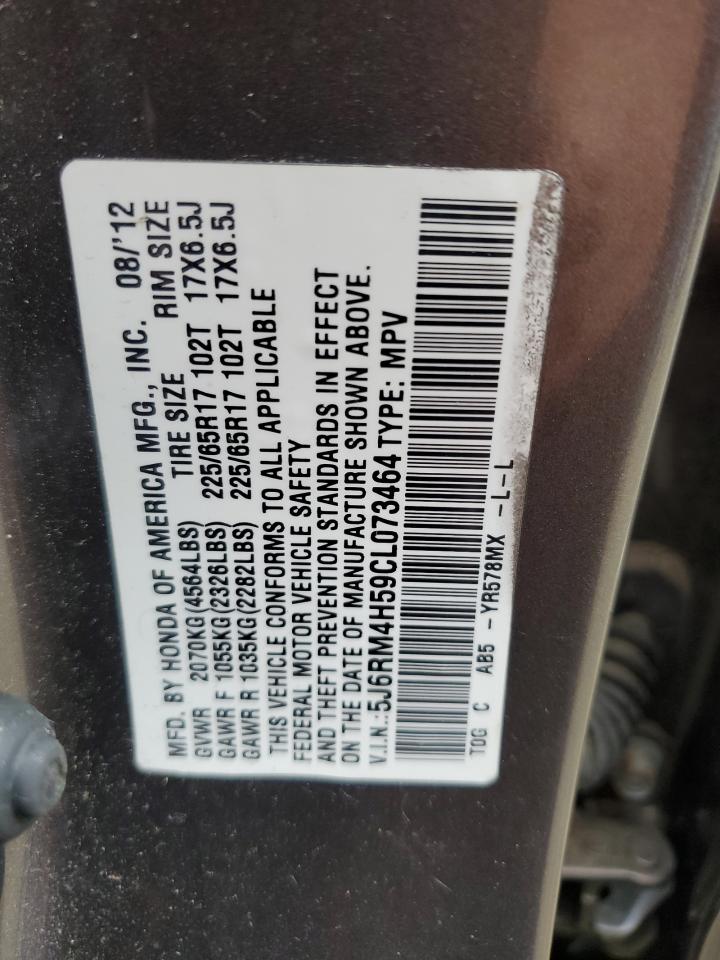 MFD. BY HONDA OF AMERICA MFG., INC. 08/'12
GVWR 2070KG(4564LBS) TIRE SIZE RIM SIZE
GAWR F 1055KG(2326LBS) 225/65R17 102T 17X6.5J
GAWR R 1035KG(2282LBS) 225/65R17 102T 17X6.5J
THIS VEHICLE CONFORMS TO ALL APPLICABLE
FEDERAL MOTOR VEHICLE SAFETY
AND THEFT PREVENTION STANDARDS IN EFFECT
ON THE DATE OF MANUFACTURE SHOWN ABOVE.
V.I.N.:5J6RM4H59CL073464 TYPE: MPV
TOG C AB5 -YR578MX -L-L